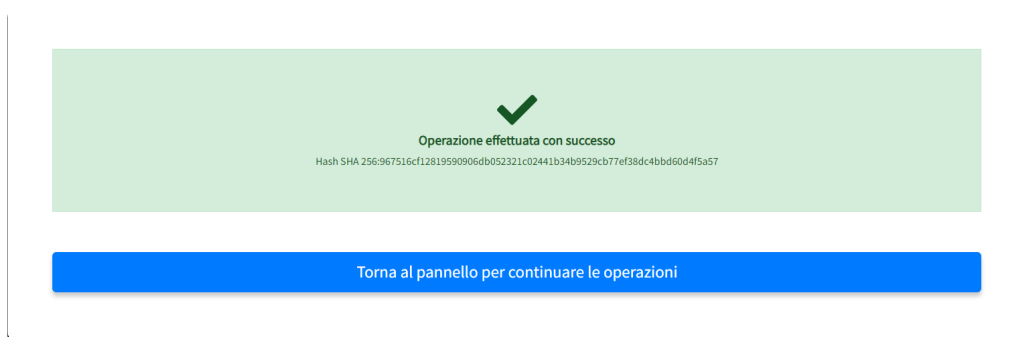 Operazione effettuata con successo
Hash SHA 256:967516cf12819590906db052321c02441b34b9529cb77ef38dc4bbd60d4f5a57
Torna al pannello per continuare le operazioni